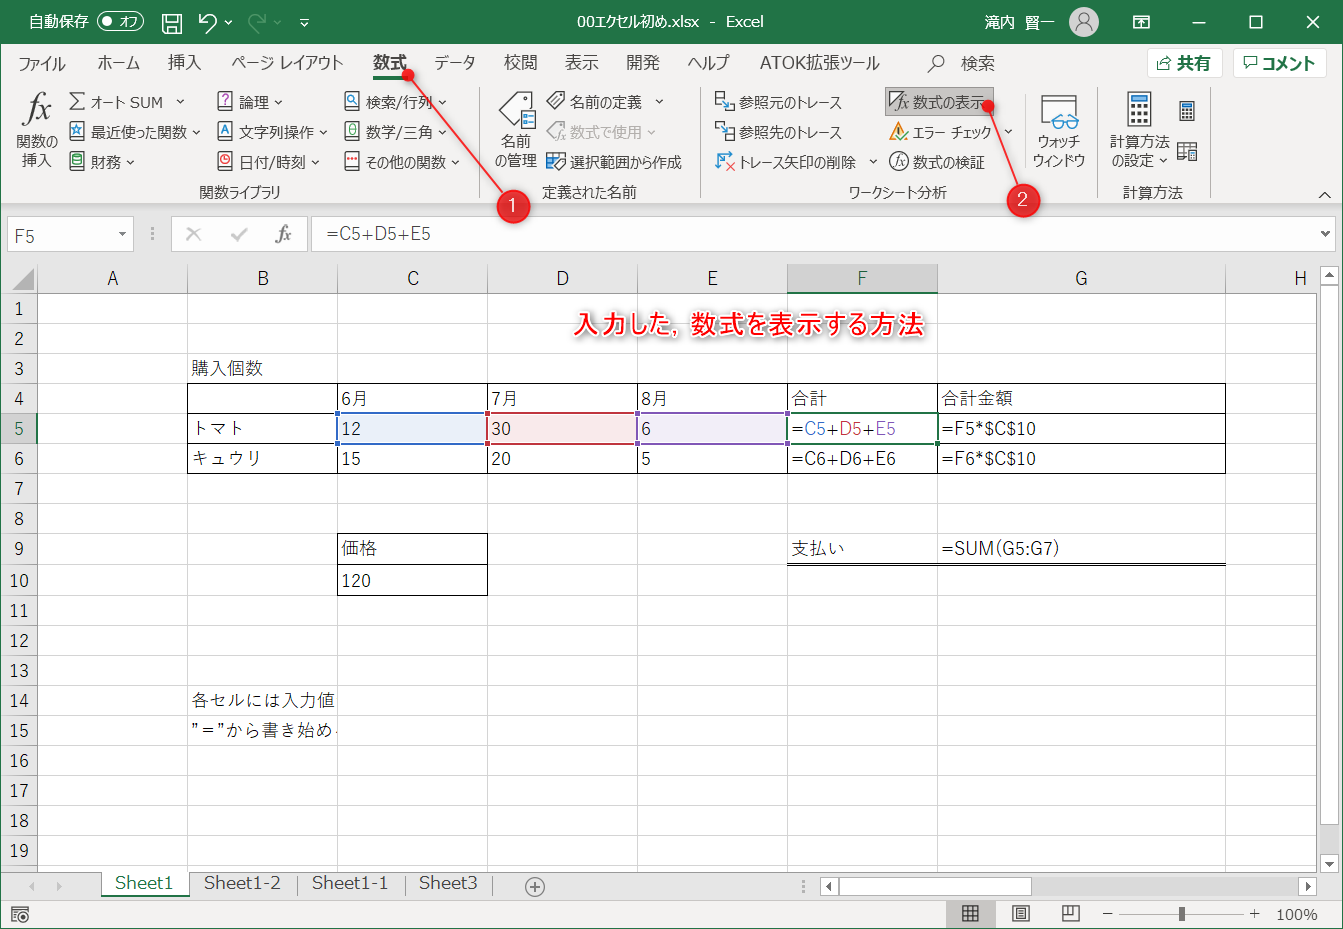 自動保存 オフ 00エクセル初め.xlsx - Excel 滝内 賢一
ファイル ホーム 挿入 ページ レイアウト 数式 データ 校閲 表示 開発 ヘルプ ATOK拡張ツール 検索 共有 コメント
fx 関数の挿入
Σ オート SUM
最近使った関数
財務
論理
文字列操作
日付/時刻
検索/行列
数学/三角
その他の関数
関数ライブラリ
名前の管理
名前の定義
数式で使用
選択範囲から作成
定義された名前
参照元のトレース
参照先のトレース
トレース矢印の削除
数式の表示
エラー チェック
数式の検証
ワークシート分析
ウォッチ ウィンドウ
計算方法の設定
計算方法
1
2
F5 fx =C5+D5+E5
A B C D E F G H
1
入力した, 数式を表示する方法
2
3 購入個数
4 6月 7月 8月 合計 合計金額
5 トマト 12 30 6 =C5+D5+E5 =F5*$C$10
6 キュウリ 15 20 5 =C6+D6+E6 =F6*$C$10
7
8
9 価格 支払い =SUM(G5:G7)
10 120
11
12
13
14 各セルには入力値
15 ”＝”から書き始め
16
17
18
19
Sheet1 Sheet1-2 Sheet1-1 Sheet3
100%